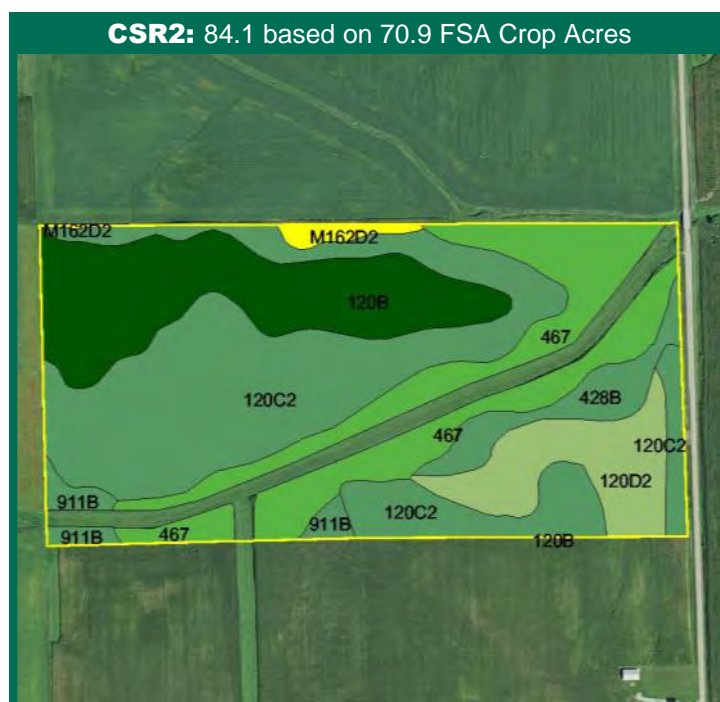 CSR2: 84.1 based on 70.9 FSA Crop Acres
M162D2
M162D2
120B
467
120C2
428B
467
120C2
120D2
911B
911B
120C2
911B
467
120B